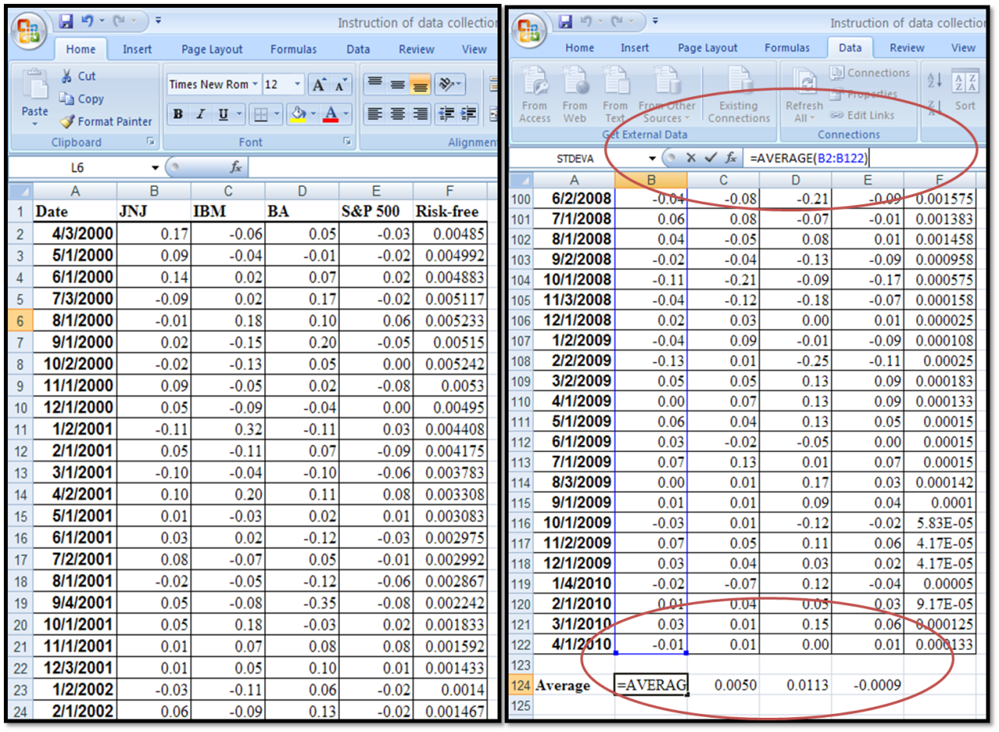 Instruction of data collection
Home Insert Page Layout Formulas Data Review View
Cut
Copy
Format Painter
Paste
Clipboard
Times New Rom 12 A A
B I U A
Font
Alignment
L6 fx
A B C D E F
1 Date JNJ IBM BA S&P 500 Risk-free
2 4/3/2000 0.17 -0.06 0.05 -0.03 0.00485
3 5/1/2000 0.09 -0.04 -0.01 -0.02 0.004992
4 6/1/2000 0.14 0.02 0.07 0.02 0.004883
5 7/3/2000 -0.09 0.02 0.17 -0.02 0.005117
6 8/1/2000 -0.01 0.18 0.10 0.06 0.005233
7 9/1/2000 0.02 -0.15 0.20 -0.05 0.00515
8 10/2/2000 -0.02 -0.13 0.05 0.00 0.005242
9 11/1/2000 0.09 -0.05 0.02 -0.08 0.0053
10 12/1/2000 0.05 -0.09 -0.04 0.00 0.00495
11 1/2/2001 -0.11 0.32 -0.11 0.03 0.004408
12 2/1/2001 0.05 -0.11 0.07 -0.09 0.004175
13 3/1/2001 -0.10 -0.04 -0.10 -0.06 0.003783
14 4/2/2001 0.10 0.20 0.11 0.08 0.003308
15 5/1/2001 0.01 -0.03 0.02 0.01 0.003083
16 6/1/2001 0.03 0.02 -0.12 -0.03 0.002975
17 7/2/2001 0.08 -0.07 0.05 -0.01 0.002992
18 8/1/2001 -0.02 -0.05 -0.12 -0.06 0.002867
19 9/4/2001 0.05 -0.08 -0.35 -0.08 0.002242
20 10/1/2001 0.05 0.18 -0.03 0.02 0.001833
21 11/1/2001 0.01 0.07 0.08 0.08 0.001592
22 12/3/2001 0.01 0.05 0.10 0.01 0.001433
23 1/2/2002 -0.03 -0.11 0.06 -0.02 0.0014
24 2/1/2002 0.06 -0.09 0.13 -0.02 0.001467
Instruction of data collection
Home Insert Page Layout Formulas Data Review View
From Access
From Web
From Text
From Other Sources
Existing Connections
Get External Data
Refresh All
Connections
Properties
Edit Links
Connections
A Z
Z A
A Z Z A
Sort
STDEVA fx =AVERAGE(B2:B122)
A B C D E F
100 6/2/2008 -0.04 -0.08 -0.21 -0.09 0.001575
101 7/1/2008 0.06 0.08 -0.07 -0.01 0.001383
102 8/1/2008 0.04 -0.05 0.08 0.01 0.001458
103 9/2/2008 -0.02 -0.04 -0.13 -0.09 0.000958
104 10/1/2008 -0.11 -0.21 -0.09 -0.17 0.000575
105 11/3/2008 -0.04 -0.12 -0.18 -0.07 0.000158
106 12/1/2008 0.02 0.03 0.00 0.01 0.000025
107 1/2/2009 -0.04 0.09 -0.01 -0.09 0.000108
108 2/2/2009 -0.13 0.01 -0.25 -0.11 0.00025
109 3/2/2009 0.05 0.05 0.13 0.09 0.000183
110 4/1/2009 0.00 0.07 0.13 0.09 0.000133
111 5/1/2009 0.06 0.04 0.13 0.05 0.00015
112 6/1/2009 0.03 -0.02 -0.05 0.00 0.00015
113 7/1/2009 0.07 0.13 0.01 0.07 0.00015
114 8/3/2009 0.00 0.01 0.17 0.03 0.000142
115 9/1/2009 0.01 0.01 0.09 0.04 0.0001
116 10/1/2009 -0.03 0.01 -0.12 -0.02 5.83E-05
117 11/2/2009 0.07 0.05 0.11 0.06 4.17E-05
118 12/1/2009 0.03 0.04 0.03 0.02 4.17E-05
119 1/4/2010 -0.02 -0.07 0.12 -0.04 0.00005
120 2/1/2010 0.01 0.04 0.05 0.03 9.17E-05
121 3/1/2010 0.03 0.01 0.15 0.06 0.000125
122 4/1/2010 -0.01 0.01 0.00 0.01 0.000133
123
124 Average =AVERAG 0.0050 0.0113 -0.0009
125